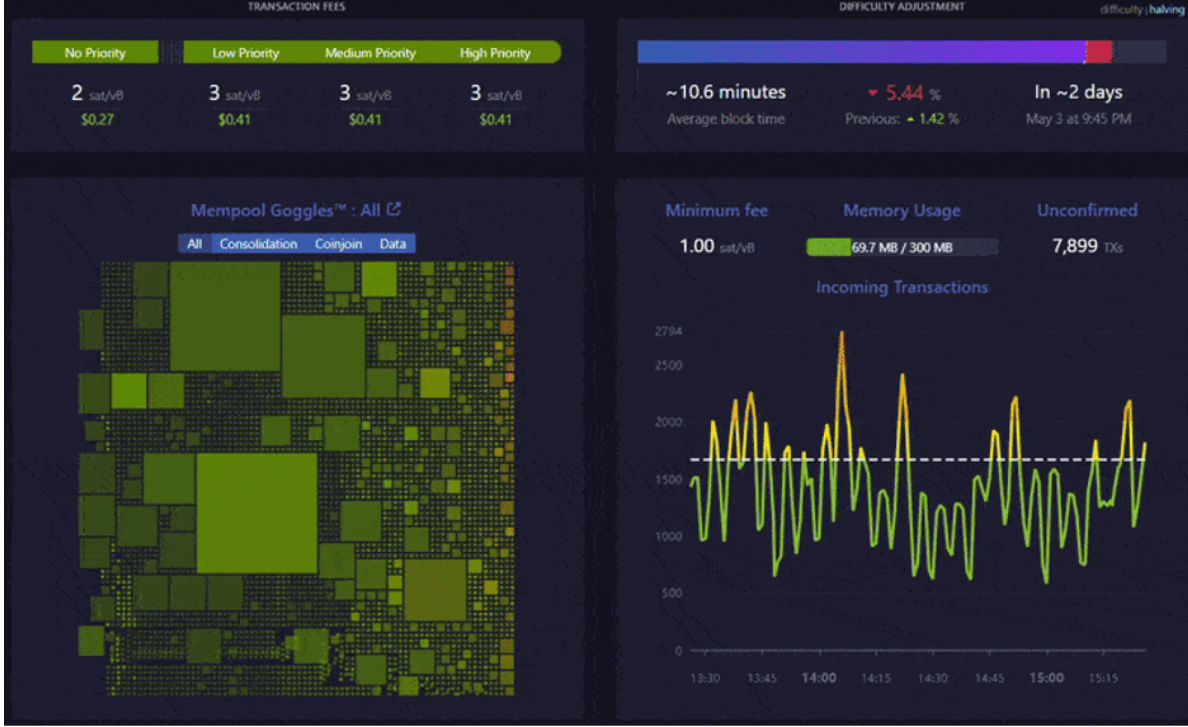 TRANSACTION FEES
No Priority Low Priority Medium Priority High Priority
2 sat/vB 3 sat/vB 3 sat/vB 3 sat/vB
$0.27 $0.41 $0.41 $0.41
DIFFICULTY ADJUSTMENT
difficulty | halving
~10.6 minutes 5.44 % In ~2 days
Average block time Previous: 1.42 % May 3 at 9:45 PM
Mempool Goggles™ : All
All Consolidation Coinjoin Data
Minimum fee Memory Usage Unconfirmed
1.00 sat/vB 69.7 MB / 300 MB 7,899 TXs
Incoming Transactions
2794
2500
2000
1500
1000
500
0
13:30 13:45 14:00 14:15 14:30 14:45 15:00 15:15